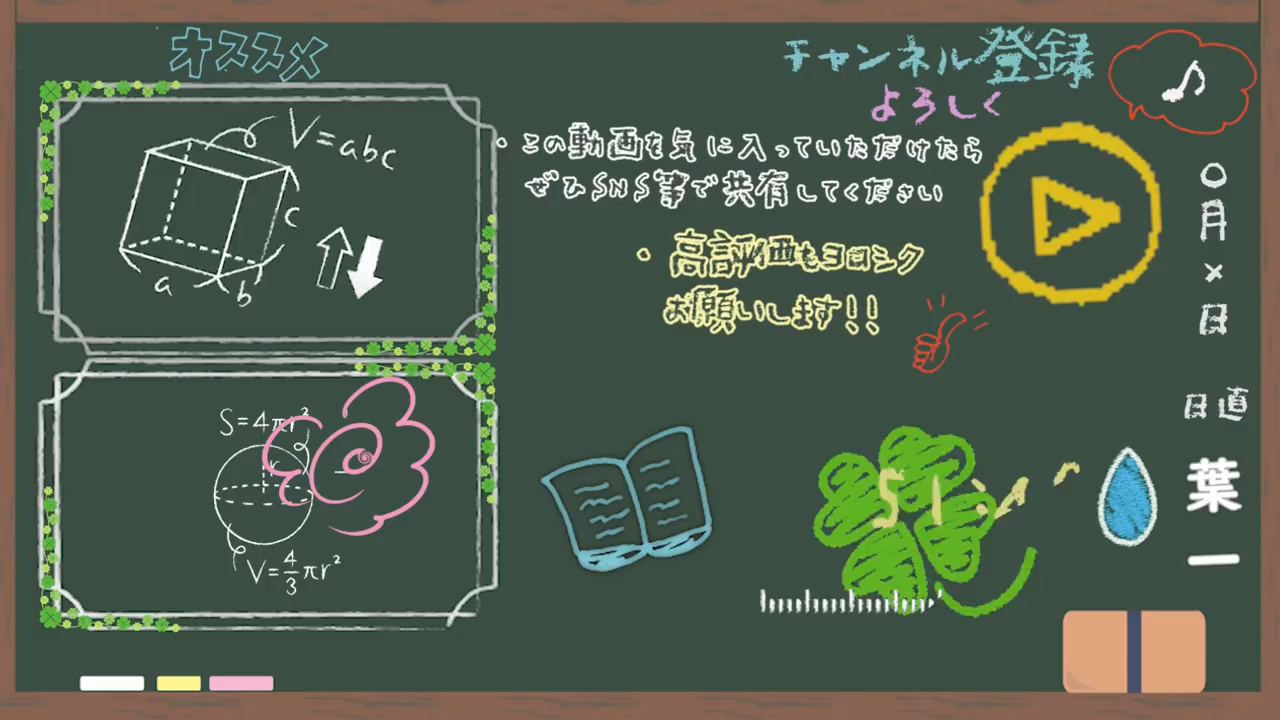 オススメ
V=abc
c
a
b
S=4πr²
r
V=4/3πr²
チャンネル登録
よろしく
・この動画を気に入っていただけたら
ぜひSNS等で共有してください
・高評価もヨロシク
お願いします!!
〇月×日
日直
葉一